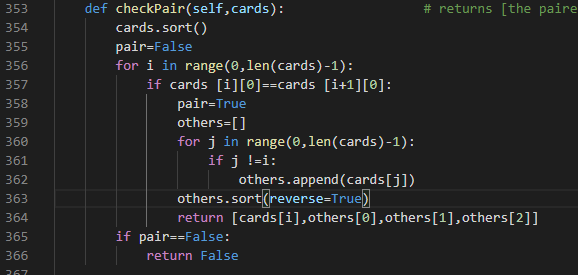 353 def checkPair(self,cards): # returns [the paire
354 cards.sort()
355 pair=False
356 for i in range(0,len(cards)-1):
357 if cards [i][0]==cards [i+1][0]:
358 pair=True
359 others=[]
360 for j in range(0,len(cards)-1):
361 if j !=i:
362 others.append(cards[j])
363 others.sort(reverse=True)
364 return [cards[i],others[0],others[1],others[2]]
365 if pair==False:
366 return False
367